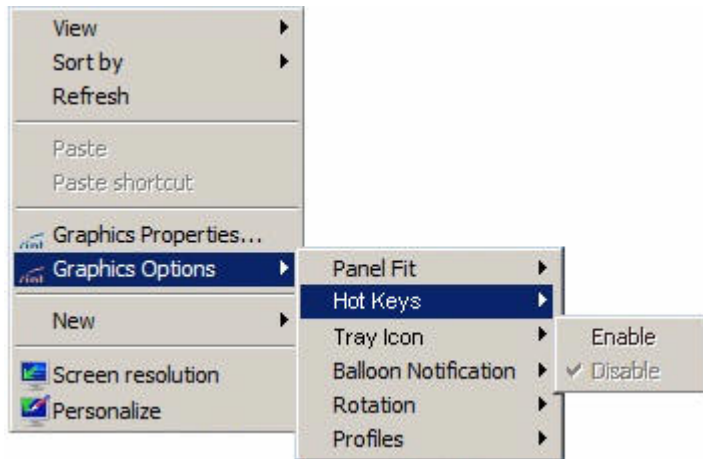 View
Sort by
Refresh
Paste
Paste shortcut
Graphics Properties...
Graphics Options
New
Screen resolution
Personalize
Panel Fit
Hot Keys
Tray Icon
Balloon Notification
Rotation
Profiles
Enable
Disable